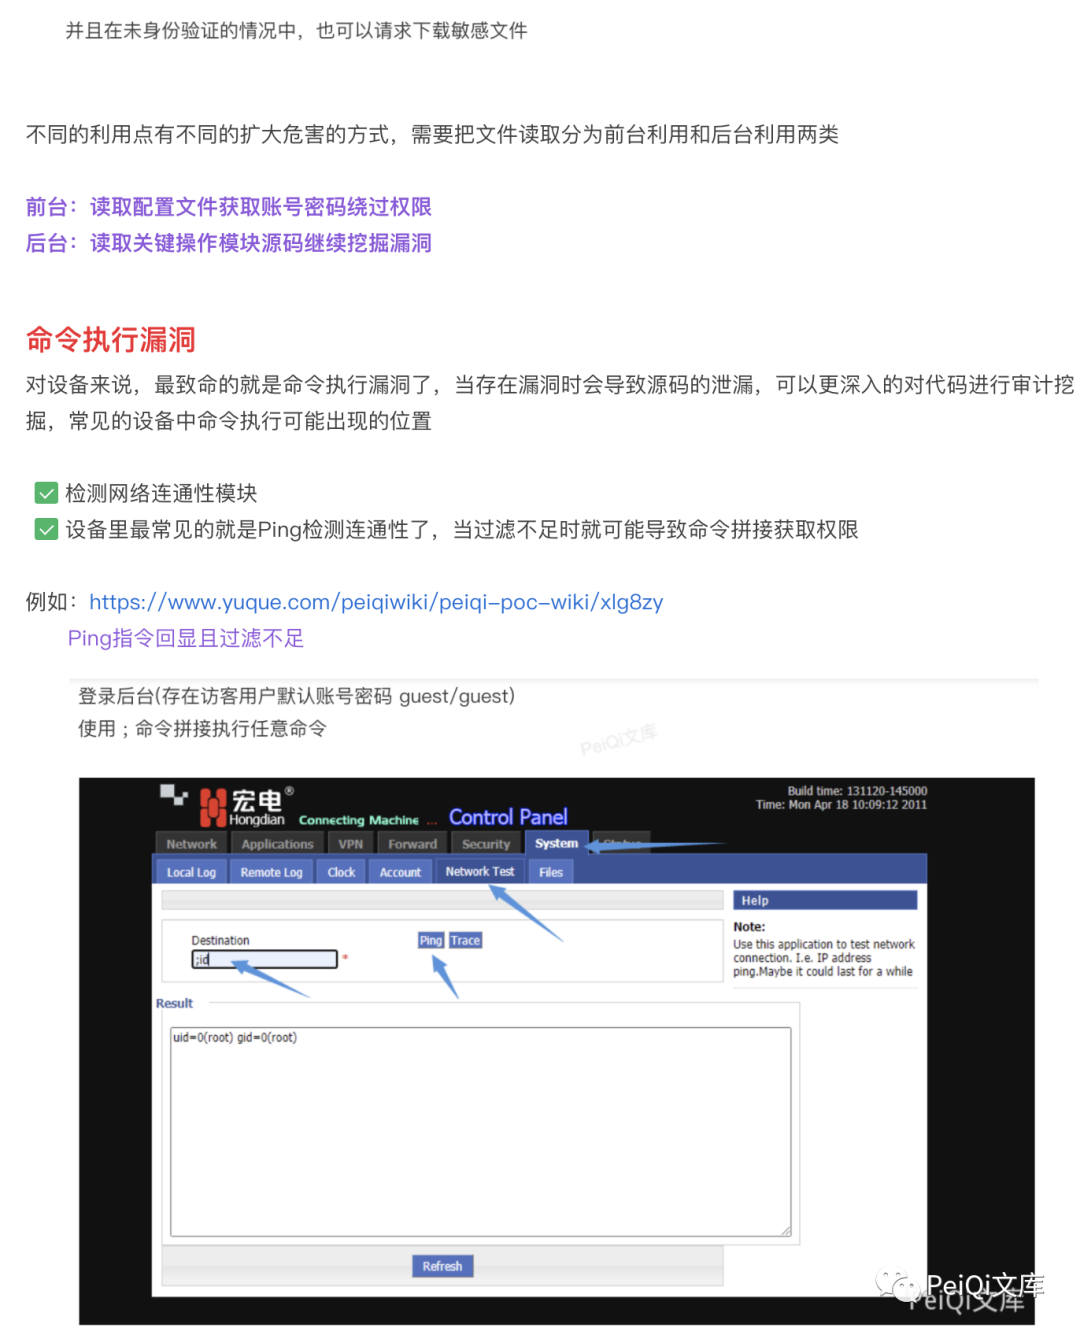 并且在未身份验证的情况中，也可以请求下载敏感文件
不同的利用点有不同的扩大危害的方式，需要把文件读取分为前台利用和后台利用两类
前台：读取配置文件获取账号密码绕过权限
后台：读取关键操作模块源码继续挖掘漏洞
命令执行漏洞
对设备来说，最致命的就是命令执行漏洞了，当存在漏洞时会导致源码的泄漏，可以更深入的对代码进行审计挖
掘，常见的设备中命令执行可能出现的位置
检测网络连通性模块
设备里最常见的就是Ping检测连通性了，当过滤不足时就可能导致命令拼接获取权限
例如：https://www.yuque.com/peiqiwiki/peiqi-poc-wiki/xlg8zy
Ping指令回显且过滤不足
登录后台(存在访客用户默认账号密码 guest/guest)
使用 ; 命令拼接执行任意命令
PeiQi文库
宏电®
Hongdian Connecting Machine ... Control Panel
Build time: 131120-145000
Time: Mon Apr 18 10:09:12 2011
Network Applications VPN Forward Security System Status
Local Log Remote Log Clock Account Network Test Files
Help
Destination Ping Trace
;id *
Note:
Use this application to test network
connection. I.e. IP address
ping.Maybe it could last for a while
Result
uid=0(root) gid=0(root)
Refresh
PeiQi文库
PeiQi文库